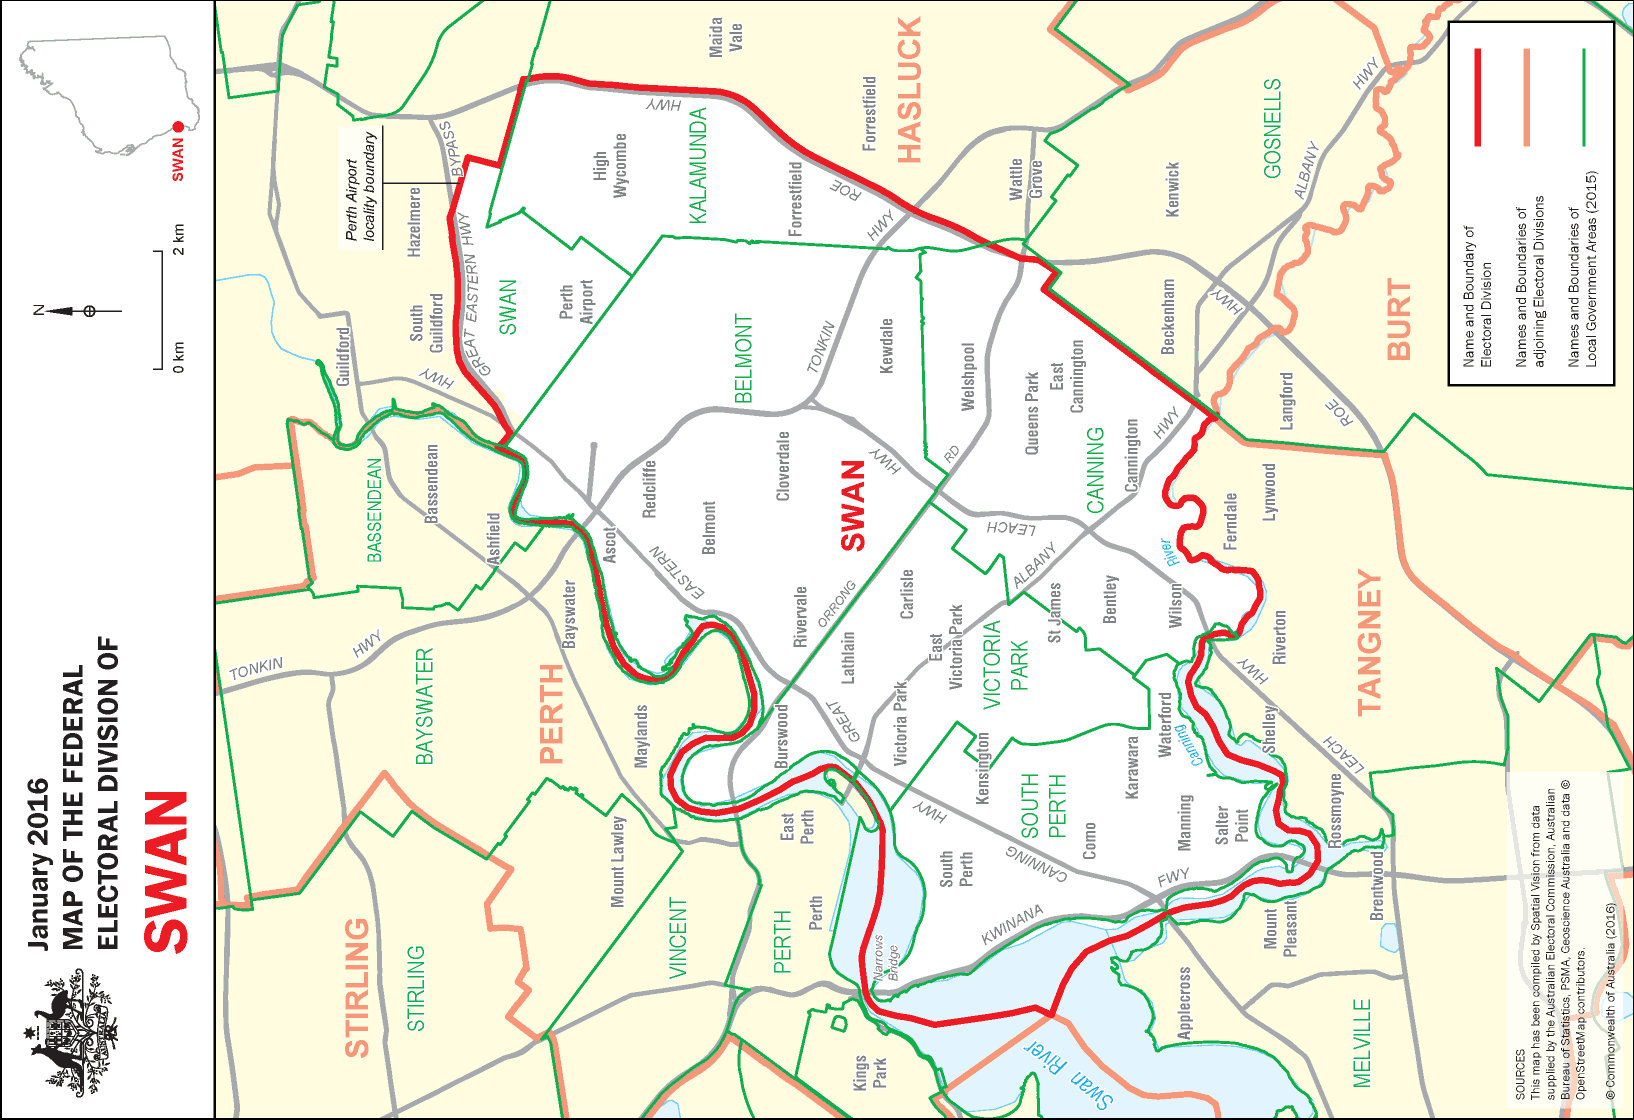 January 2016
MAP OF THE FEDERAL
ELECTORAL DIVISION OF
SWAN
AUSTRALIA
N
0 km
2 km
SWAN
STIRLING
STIRLING
VINCENT
PERTH
Perth
Kings
Park
Mount Lawley
East
Perth
Narrows
Bridge
TONKIN
HWY
BAYSWATER
PERTH
Maylands
Bayswater
BASSENDEAN
Bassendean
Ashfield
Guildford
South
Guildford
Hazelmere
Perth Airport
locality boundary
BYPASS
HWY
GREAT EASTERN HWY
SWAN
Perth
Airport
High
Wycombe
KALAMUNDA
HWY
Maida
Vale
Forrestfield
HASLUCK
Forrestfield
ROE
HWY
TONKIN
BELMONT
Kewdale
Welshpool
Wattle
Grove
Kenwick
GOSNELLS
ALBANY
HWY
Redcliffe
Ascot
Belmont
Cloverdale
EASTERN
SWAN
HWY
RD
LEACH
Rivervale
ORRONG
Lathlain
Carlisle
East
Victoria Park
Victoria Park
GREAT
Burswood
VICTORIA
PARK
ALBANY
St James
Bentley
Wilson
River
CANNING
Cannington
HWY
Queens Park
East
Cannington
Beckenham
HWY
BURT
Langford
ROE
Lynwood
Ferndale
Riverton
TANGNEY
HWY
Shelley
LEACH
Rossmoyne
Waterford
Canning
Karawara
Kensington
SOUTH
PERTH
HWY
CANNING
South
Perth
Como
Manning
Salter
Point
FWY
KWINANA
Mount
Pleasant
Brentwood
Applecross
MELVILLE
Swan River
Name and Boundary of
Electoral Division
Names and Boundaries of
adjoining Electoral Divisions
Names and Boundaries of
Local Government Areas (2015)
SOURCES
This map has been compiled by Spatial Vision from data
supplied by the Australian Electoral Commission, Australian
Bureau of Statistics, PSMA, Geoscience Australia and data ©
OpenStreetMap contributors.
© Commonwealth of Australia (2016)